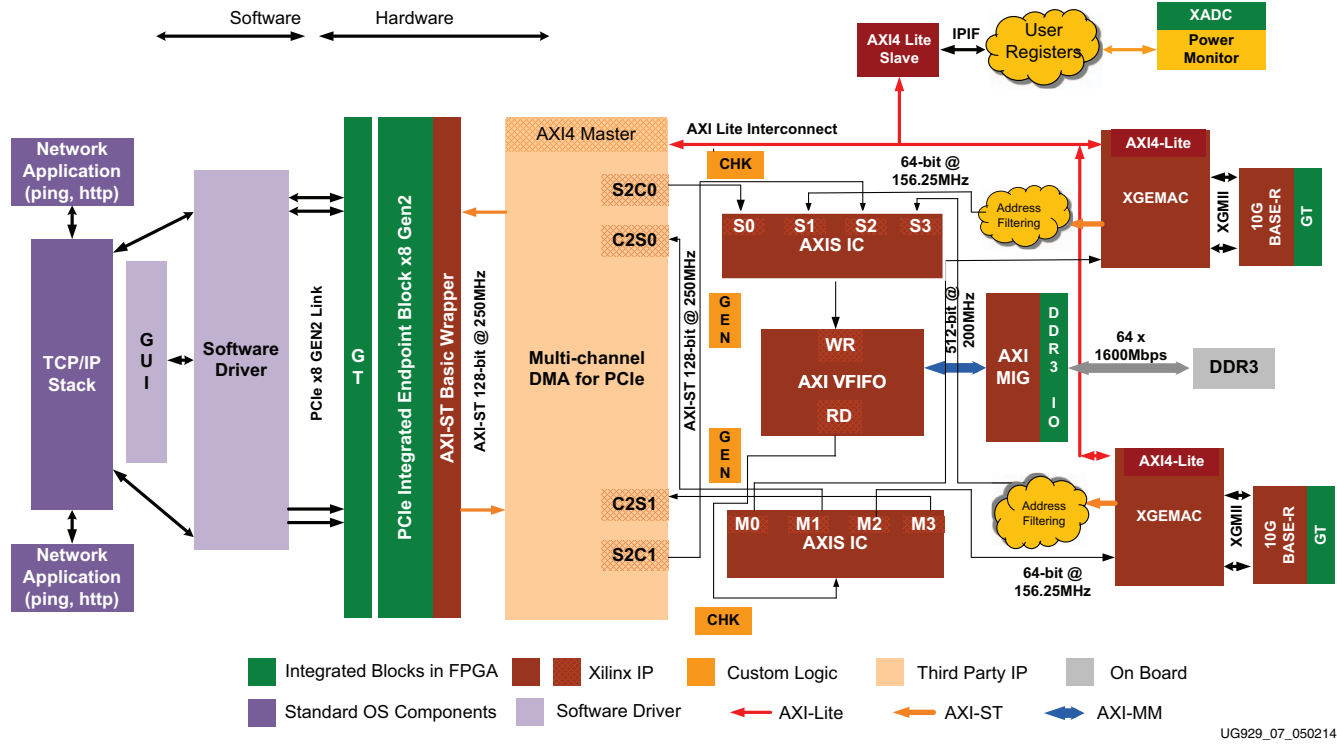 Software
Hardware
XADC
Power
Monitor
User
Registers
IPIF
AXI4 Lite
Slave
Network
Application
(ping, http)
TCP/IP
Stack
Network
Application
(ping, http)
G
U
I
Software
Driver
PCIe x8 GEN2 Link
G
T
PCIe Integrated Endpoint Block x8 Gen2
AXI-ST Basic Wrapper
AXI-ST 128-bit @ 250MHz
AXI4 Master
S2C0
C2S0
Multi-channel
DMA for PCIe
C2S1
S2C1
AXI Lite Interconnect
CHK
64-bit @
156.25MHz
S0
S1
S2
S3
AXIS IC
AXI-ST 128-bit @ 250MHz
G
E
N
WR
AXI VFIFO
RD
G
E
N
512-bit @
200MHz
AXI
MIG
D
D
R
3
I
O
64 x
1600Mbps
DDR3
M0
M1
M2
M3
AXIS IC
CHK
64-bit @
156.25MHz
Address
Filtering
AXI4-Lite
XGEMAC
XGMII
10G
BASE-R
GT
Address
Filtering
AXI4-Lite
XGEMAC
XGMII
10G
BASE-R
GT
Integrated Blocks in FPGA
Xilinx IP
Custom Logic
Third Party IP
On Board
Standard OS Components
Software Driver
AXI-Lite
AXI-ST
AXI-MM
UG929_07_050214